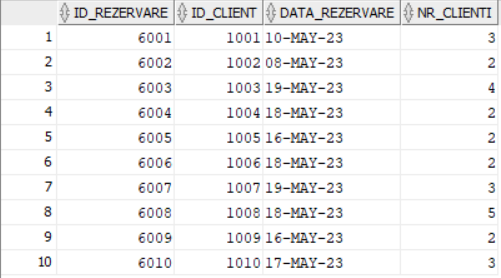 ID_REZERVARE ID_CLIENT DATA_REZERVARE NR_CLIENTI
1 6001 1001 10-MAY-23 3
2 6002 1002 08-MAY-23 2
3 6003 1003 19-MAY-23 4
4 6004 1004 18-MAY-23 2
5 6005 1005 16-MAY-23 2
6 6006 1006 18-MAY-23 2
7 6007 1007 19-MAY-23 3
8 6008 1008 18-MAY-23 5
9 6009 1009 16-MAY-23 2
10 6010 1010 17-MAY-23 3